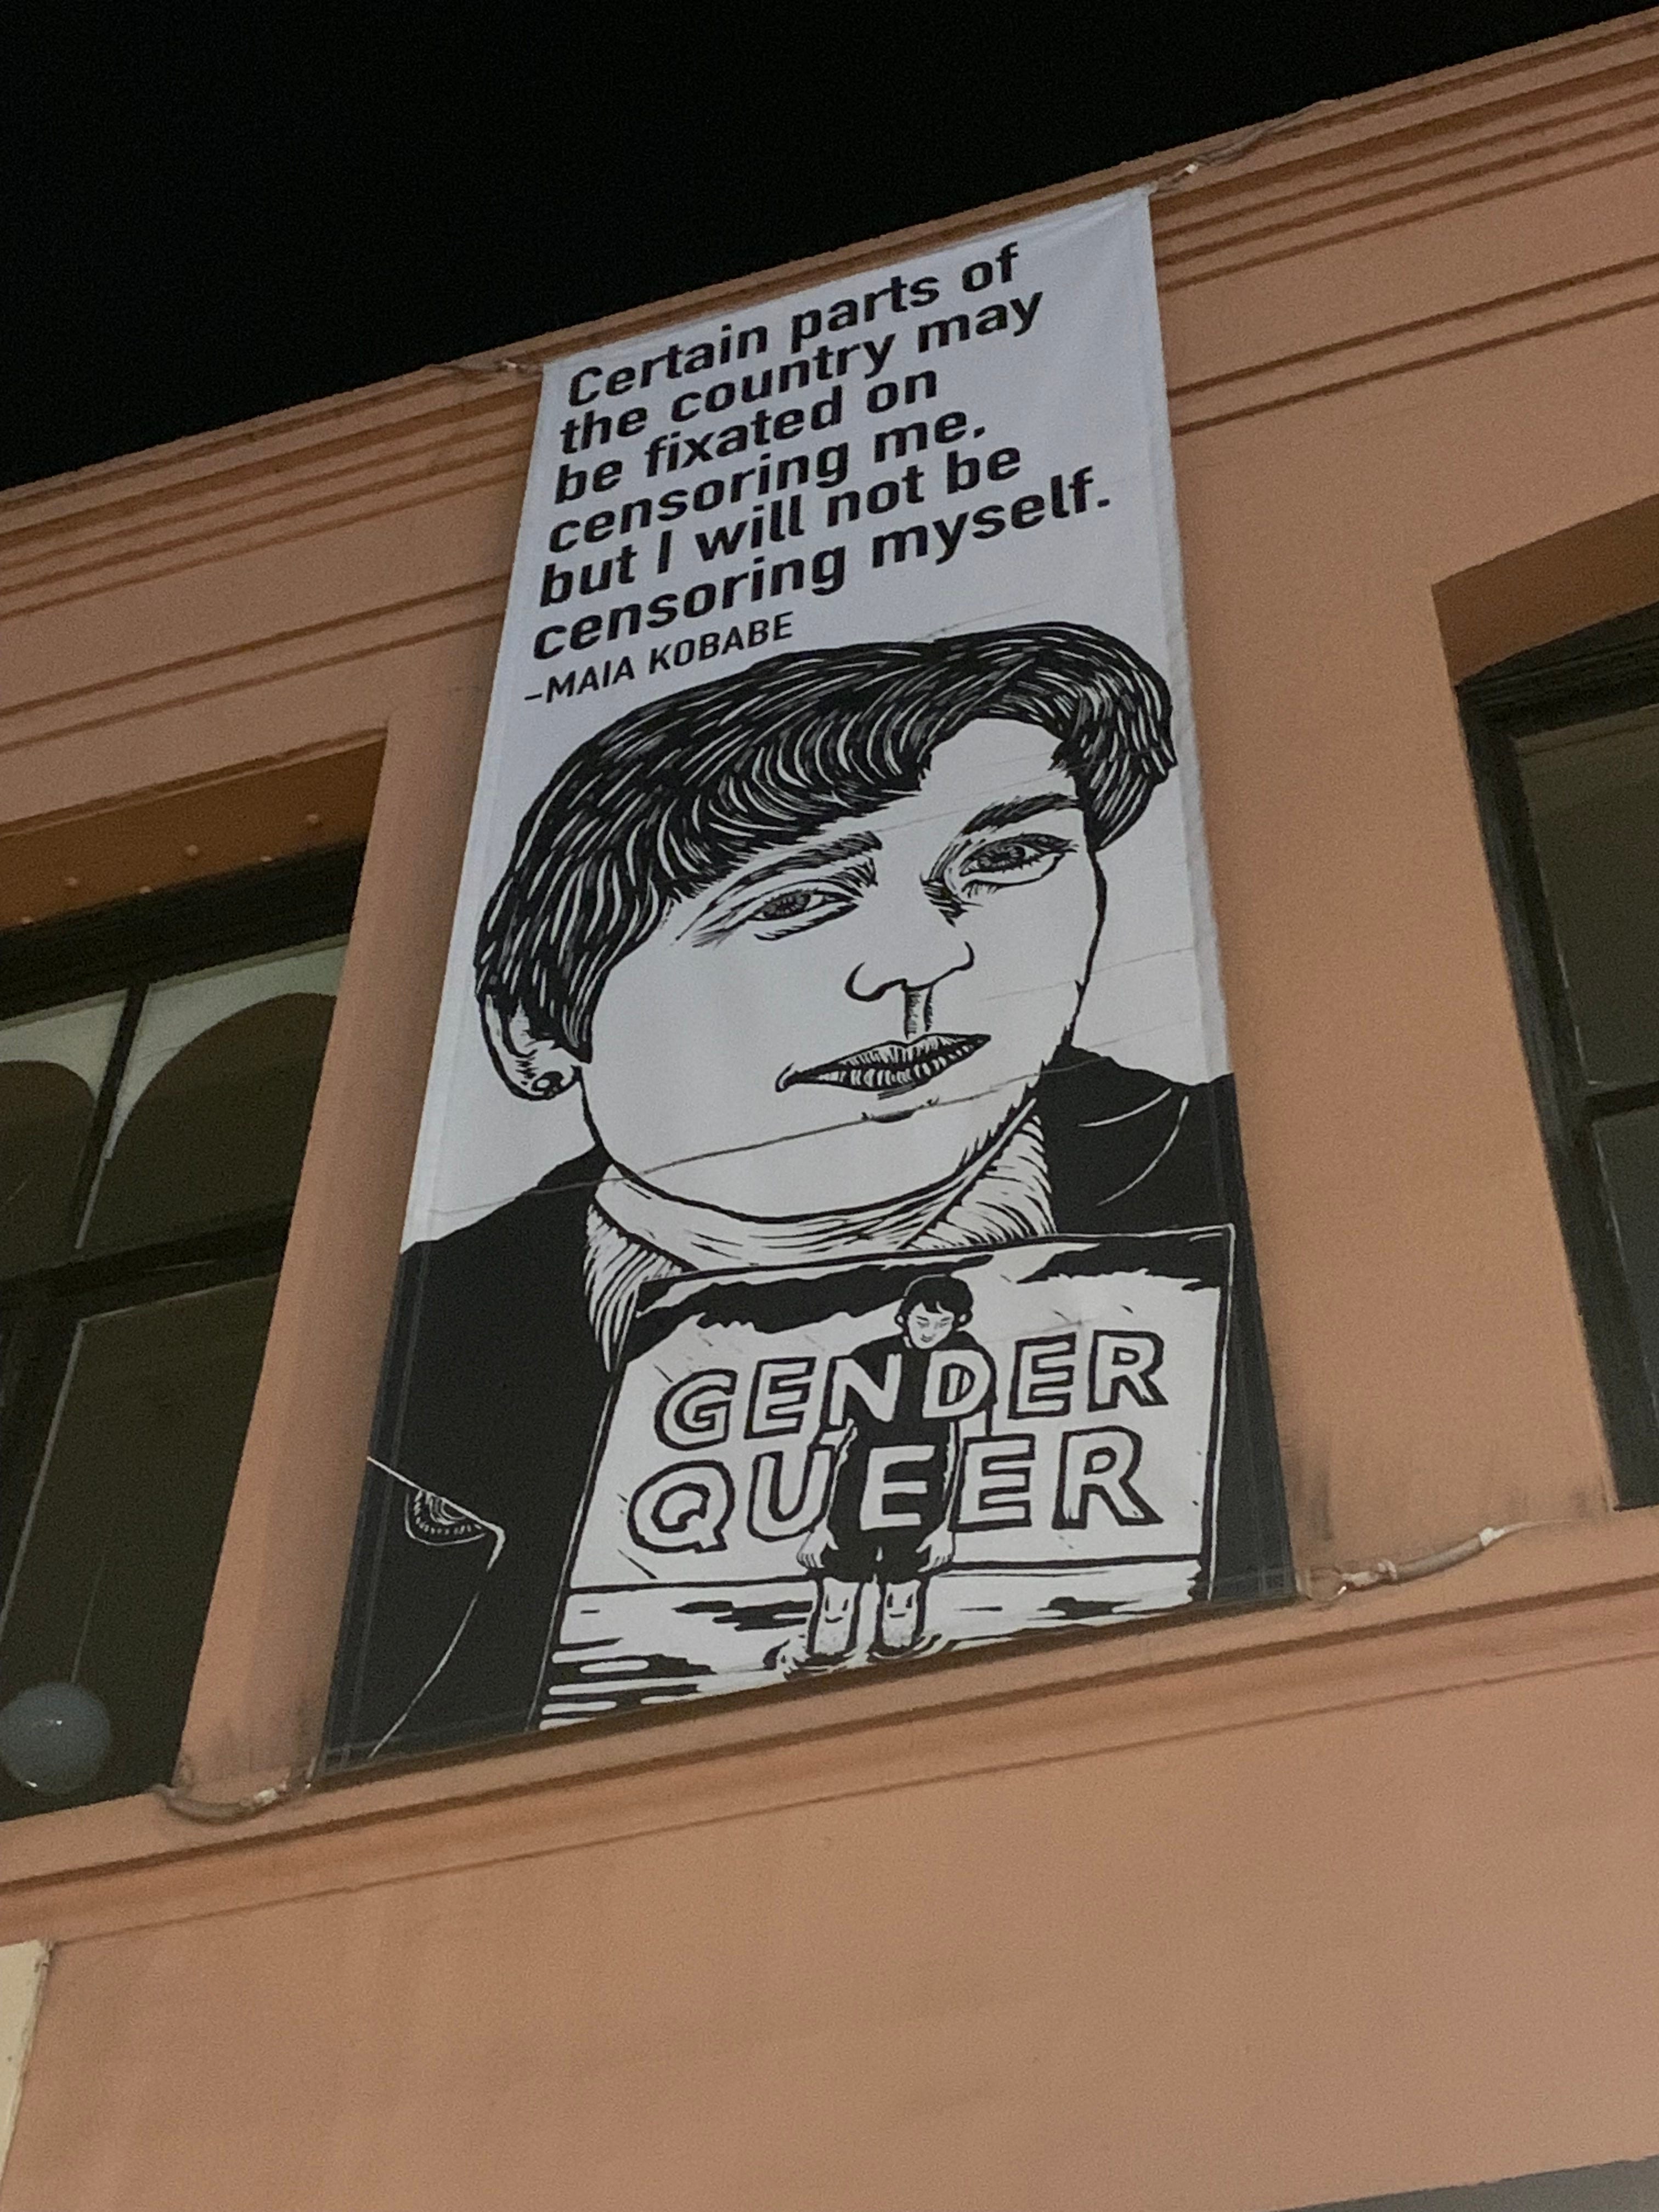 Certain parts of
the country may
be fixated on
censoring me.
but I will not be
censoring myself.
–MAIA KOBABE
GENDER
QUEER